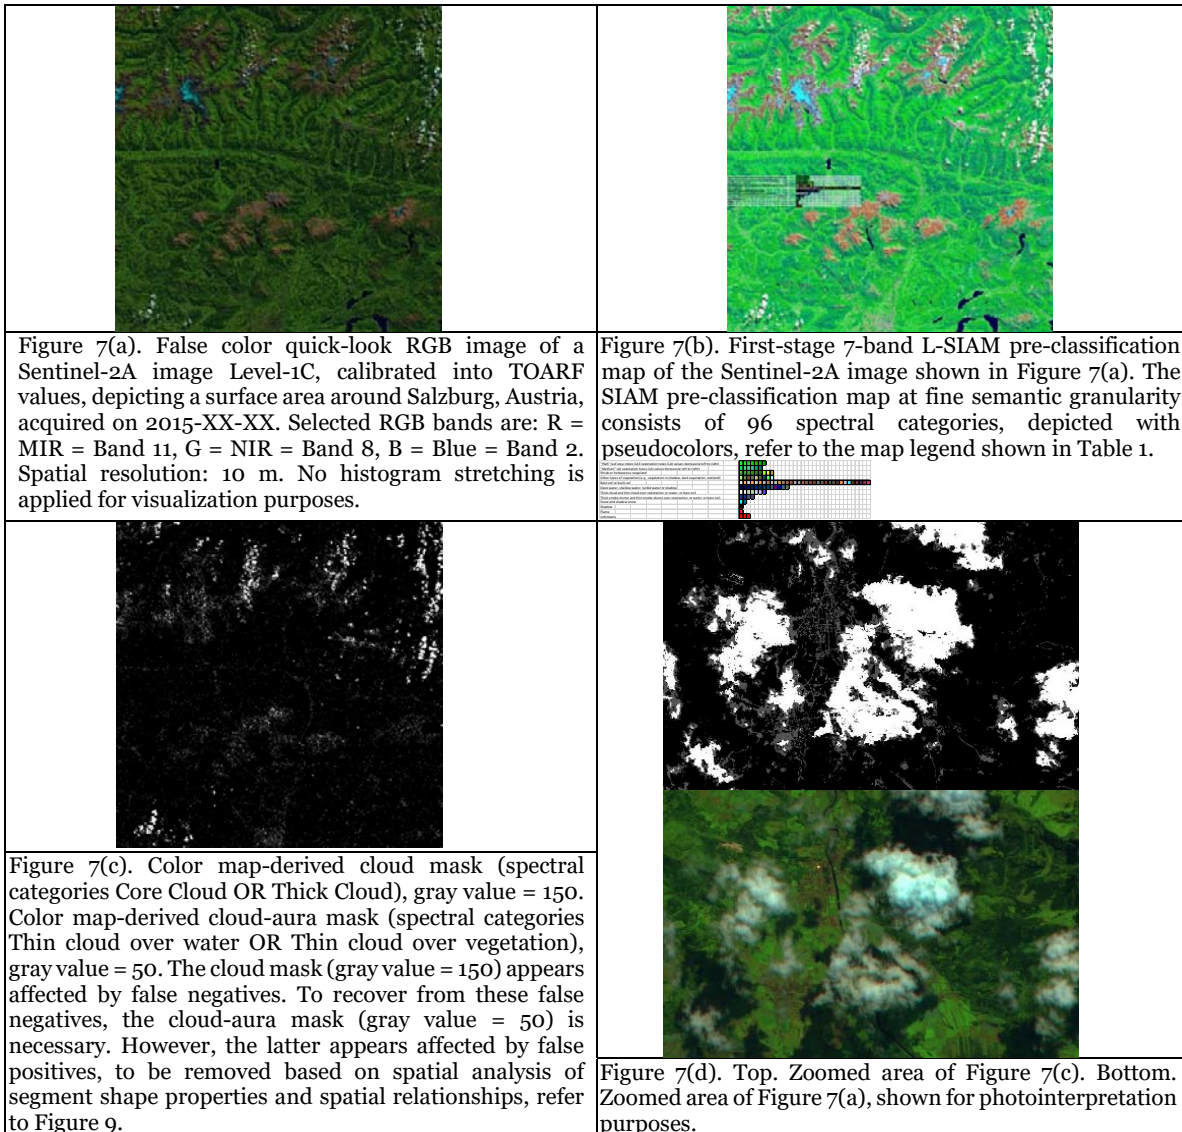 Figure 7(a). False color quick-look RGB image of a
Sentinel-2A image Level-1C, calibrated into TOARF
values, depicting a surface area around Salzburg, Austria,
acquired on 2015-XX-XX. Selected RGB bands are: R =
MIR = Band 11, G = NIR = Band 8, B = Blue = Band 2.
Spatial resolution: 10 m. No histogram stretching is
applied for visualization purposes.
Figure 7(b). First-stage 7-band L-SIAM pre-classification
map of the Sentinel-2A image shown in Figure 7(a). The
SIAM pre-classification map at fine semantic granularity
consists of 96 spectral categories, depicted with
pseudocolors, refer to the map legend shown in Table 1.
Figure 7(c). Color map-derived cloud mask (spectral
categories Core Cloud OR Thick Cloud), gray value = 150.
Color map-derived cloud-aura mask (spectral categories
Thin cloud over water OR Thin cloud over vegetation),
gray value = 50. The cloud mask (gray value = 150) appears
affected by false negatives. To recover from these false
negatives, the cloud-aura mask (gray value = 50) is
necessary. However, the latter appears affected by false
positives, to be removed based on spatial analysis of
segment shape properties and spatial relationships, refer
to Figure 9.
Figure 7(d). Top. Zoomed area of Figure 7(c). Bottom.
Zoomed area of Figure 7(a), shown for photointerpretation
purposes.